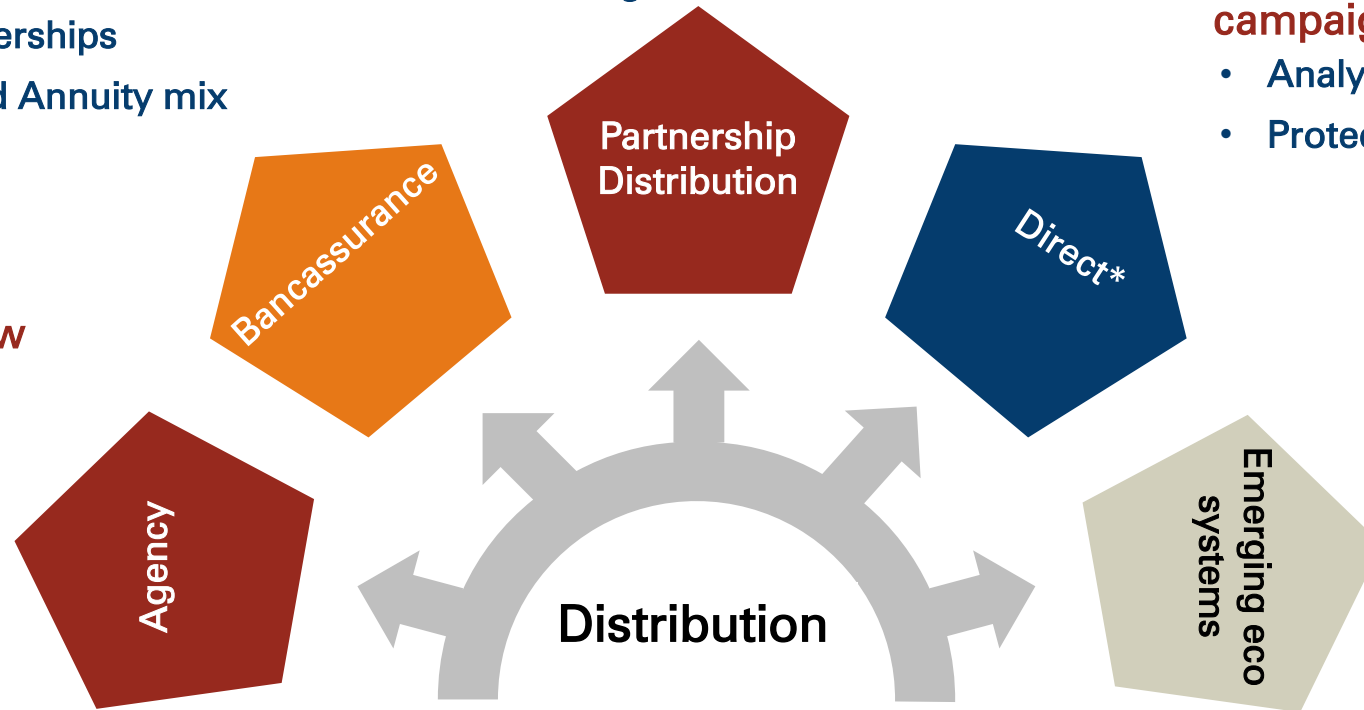 erships
d Annuity mix
campaig
• Analy
• Protec
Partnership
Distribution
Bancassurance
Direct*
w
Agency
Emerging eco
systems
Distribution